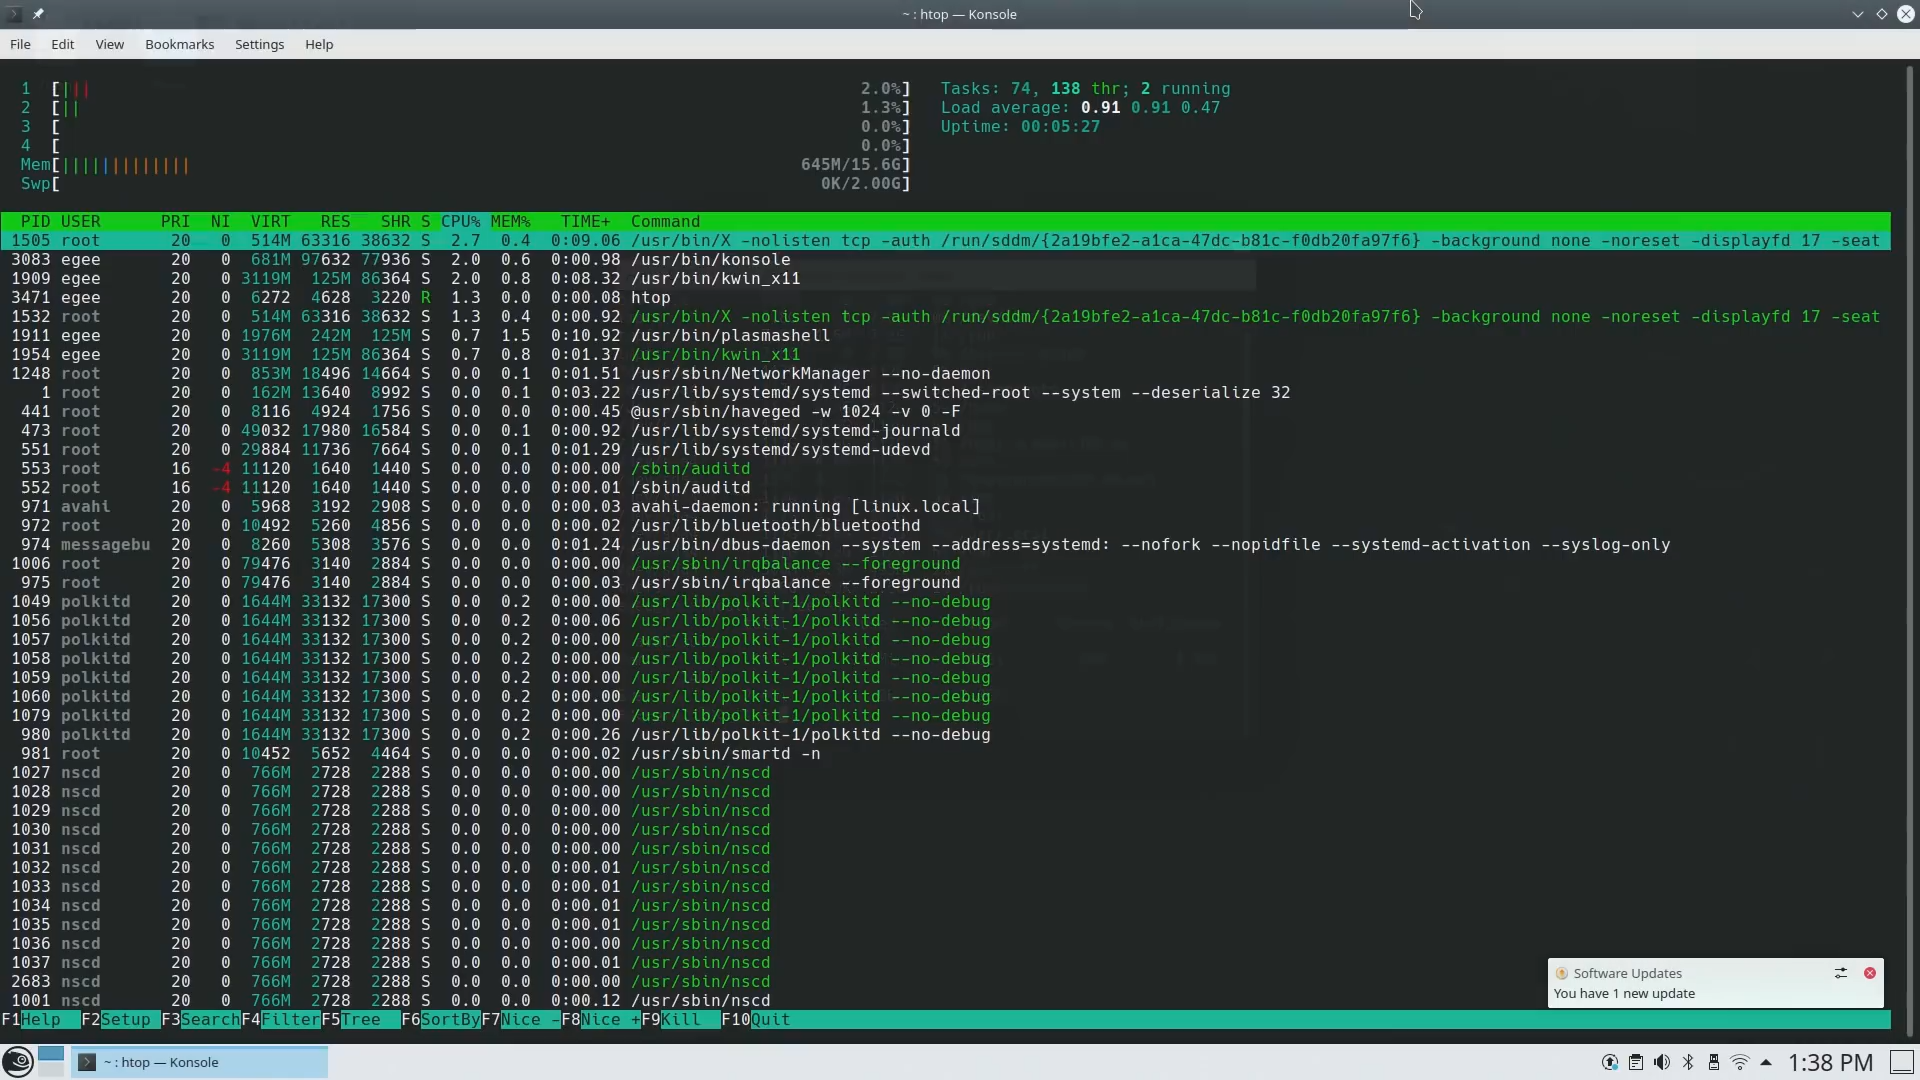 ~ : htop — Konsole
File Edit View Bookmarks Settings Help
1 [||| 2.0%] Tasks: 74, 138 thr; 2 running
2 [|| 1.3%] Load average: 0.91 0.91 0.47
3 [ 0.0%] Uptime: 00:05:27
4 [ 0.0%]
Mem[||||||||||||| 645M/15.6G]
Swp[ 0K/2.00G]
PID USER PRI NI VIRT RES SHR S CPU% MEM% TIME+ Command
1505 root 20 0 514M 63316 38632 S 2.7 0.4 0:09.06 /usr/bin/X -nolisten tcp -auth /run/sddm/{2a19bfe2-a1ca-47dc-b81c-f0db20fa97f6} -background none -noreset -displayfd 17 -seat
3083 egee 20 0 681M 97632 77936 S 2.0 0.6 0:00.98 /usr/bin/konsole
1909 egee 20 0 3119M 125M 86364 S 2.0 0.8 0:08.32 /usr/bin/kwin_x11
3471 egee 20 0 6272 4628 3220 R 1.3 0.0 0:00.08 htop
1532 root 20 0 514M 63316 38632 S 1.3 0.4 0:00.92 /usr/bin/X -nolisten tcp -auth /run/sddm/{2a19bfe2-a1ca-47dc-b81c-f0db20fa97f6} -background none -noreset -displayfd 17 -seat
1911 egee 20 0 1976M 242M 125M S 0.7 1.5 0:10.92 /usr/bin/plasmashell
1954 egee 20 0 3119M 125M 86364 S 0.7 0.8 0:01.37 /usr/bin/kwin_x11
1248 root 20 0 853M 18496 14664 S 0.0 0.1 0:01.51 /usr/sbin/NetworkManager --no-daemon
1 root 20 0 162M 13640 8992 S 0.0 0.1 0:03.22 /usr/lib/systemd/systemd --switched-root --system --deserialize 32
441 root 20 0 8116 4924 1756 S 0.0 0.0 0:00.45 @usr/sbin/haveged -w 1024 -v 0 -F
473 root 20 0 49032 17980 16584 S 0.0 0.1 0:00.92 /usr/lib/systemd/systemd-journald
551 root 20 0 29884 11736 7664 S 0.0 0.1 0:01.29 /usr/lib/systemd/systemd-udevd
553 root 16 -4 11120 1640 1440 S 0.0 0.0 0:00.00 /sbin/auditd
552 root 16 -4 11120 1640 1440 S 0.0 0.0 0:00.01 /sbin/auditd
971 avahi 20 0 5968 3192 2908 S 0.0 0.0 0:00.03 avahi-daemon: running [linux.local]
972 root 20 0 10492 5260 4856 S 0.0 0.0 0:00.02 /usr/lib/bluetooth/bluetoothd
974 messagebu 20 0 8260 5308 3576 S 0.0 0.0 0:01.24 /usr/bin/dbus-daemon --system --address=systemd: --nofork --nopidfile --systemd-activation --syslog-only
1006 root 20 0 79476 3140 2884 S 0.0 0.0 0:00.00 /usr/sbin/irqbalance --foreground
975 root 20 0 79476 3140 2884 S 0.0 0.0 0:00.03 /usr/sbin/irqbalance --foreground
1049 polkitd 20 0 1644M 33132 17300 S 0.0 0.2 0:00.00 /usr/lib/polkit-1/polkitd --no-debug
1056 polkitd 20 0 1644M 33132 17300 S 0.0 0.2 0:00.06 /usr/lib/polkit-1/polkitd --no-debug
1057 polkitd 20 0 1644M 33132 17300 S 0.0 0.2 0:00.00 /usr/lib/polkit-1/polkitd --no-debug
1058 polkitd 20 0 1644M 33132 17300 S 0.0 0.2 0:00.00 /usr/lib/polkit-1/polkitd --no-debug
1059 polkitd 20 0 1644M 33132 17300 S 0.0 0.2 0:00.00 /usr/lib/polkit-1/polkitd --no-debug
1060 polkitd 20 0 1644M 33132 17300 S 0.0 0.2 0:00.00 /usr/lib/polkit-1/polkitd --no-debug
1079 polkitd 20 0 1644M 33132 17300 S 0.0 0.2 0:00.00 /usr/lib/polkit-1/polkitd --no-debug
980 polkitd 20 0 1644M 33132 17300 S 0.0 0.2 0:00.26 /usr/lib/polkit-1/polkitd --no-debug
981 root 20 0 10452 5652 4464 S 0.0 0.0 0:00.02 /usr/sbin/smartd -n
1027 nscd 20 0 766M 2728 2288 S 0.0 0.0 0:00.00 /usr/sbin/nscd
1028 nscd 20 0 766M 2728 2288 S 0.0 0.0 0:00.00 /usr/sbin/nscd
1029 nscd 20 0 766M 2728 2288 S 0.0 0.0 0:00.00 /usr/sbin/nscd
1030 nscd 20 0 766M 2728 2288 S 0.0 0.0 0:00.00 /usr/sbin/nscd
1031 nscd 20 0 766M 2728 2288 S 0.0 0.0 0:00.00 /usr/sbin/nscd
1032 nscd 20 0 766M 2728 2288 S 0.0 0.0 0:00.01 /usr/sbin/nscd
1033 nscd 20 0 766M 2728 2288 S 0.0 0.0 0:00.01 /usr/sbin/nscd
1034 nscd 20 0 766M 2728 2288 S 0.0 0.0 0:00.01 /usr/sbin/nscd
1035 nscd 20 0 766M 2728 2288 S 0.0 0.0 0:00.01 /usr/sbin/nscd
1036 nscd 20 0 766M 2728 2288 S 0.0 0.0 0:00.00 /usr/sbin/nscd
1037 nscd 20 0 766M 2728 2288 S 0.0 0.0 0:00.01 /usr/sbin/nscd
2683 nscd 20 0 766M 2728 2288 S 0.0 0.0 0:00.00 /usr/sbin/nscd
1001 nscd 20 0 766M 2728 2288 S 0.0 0.0 0:00.12 /usr/sbin/nscd
Software Updates
You have 1 new update
F1Help F2Setup F3SearchF4FilterF5Tree F6SortByF7Nice -F8Nice +F9Kill F10Quit
~ : htop — Konsole
1:38 PM